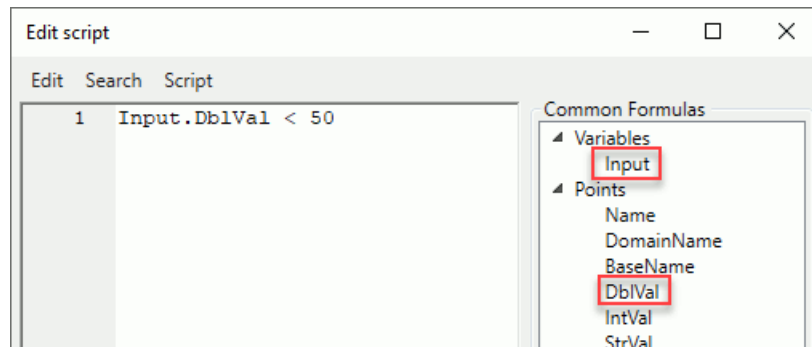 Edit script
Edit Search Script
1 Input.DblVal < 50
Common Formulas
Variables
Input
Points
Name
DomainName
BaseName
DblVal
IntVal
StrVal